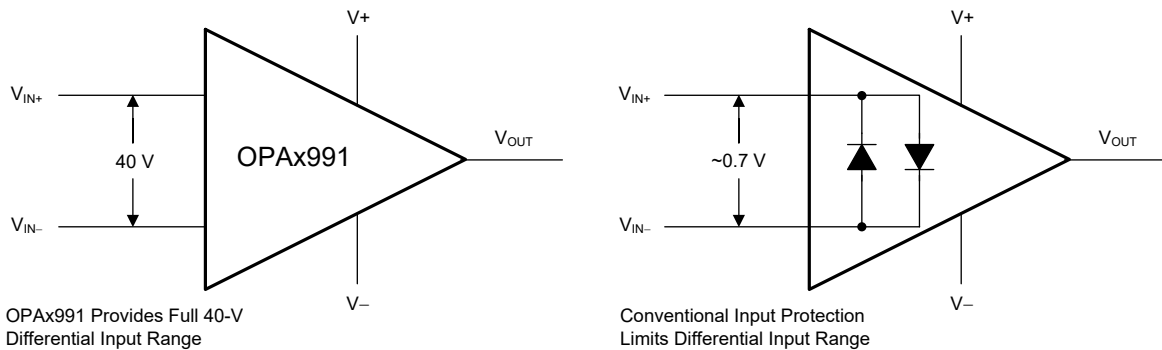 V+
VIN+
40 V
OPAx991
VOUT
VIN−
V−
OPAx991 Provides Full 40-V
Differential Input Range
V+
VIN+
~0.7 V
VOUT
VIN−
V−
Conventional Input Protection
Limits Differential Input Range